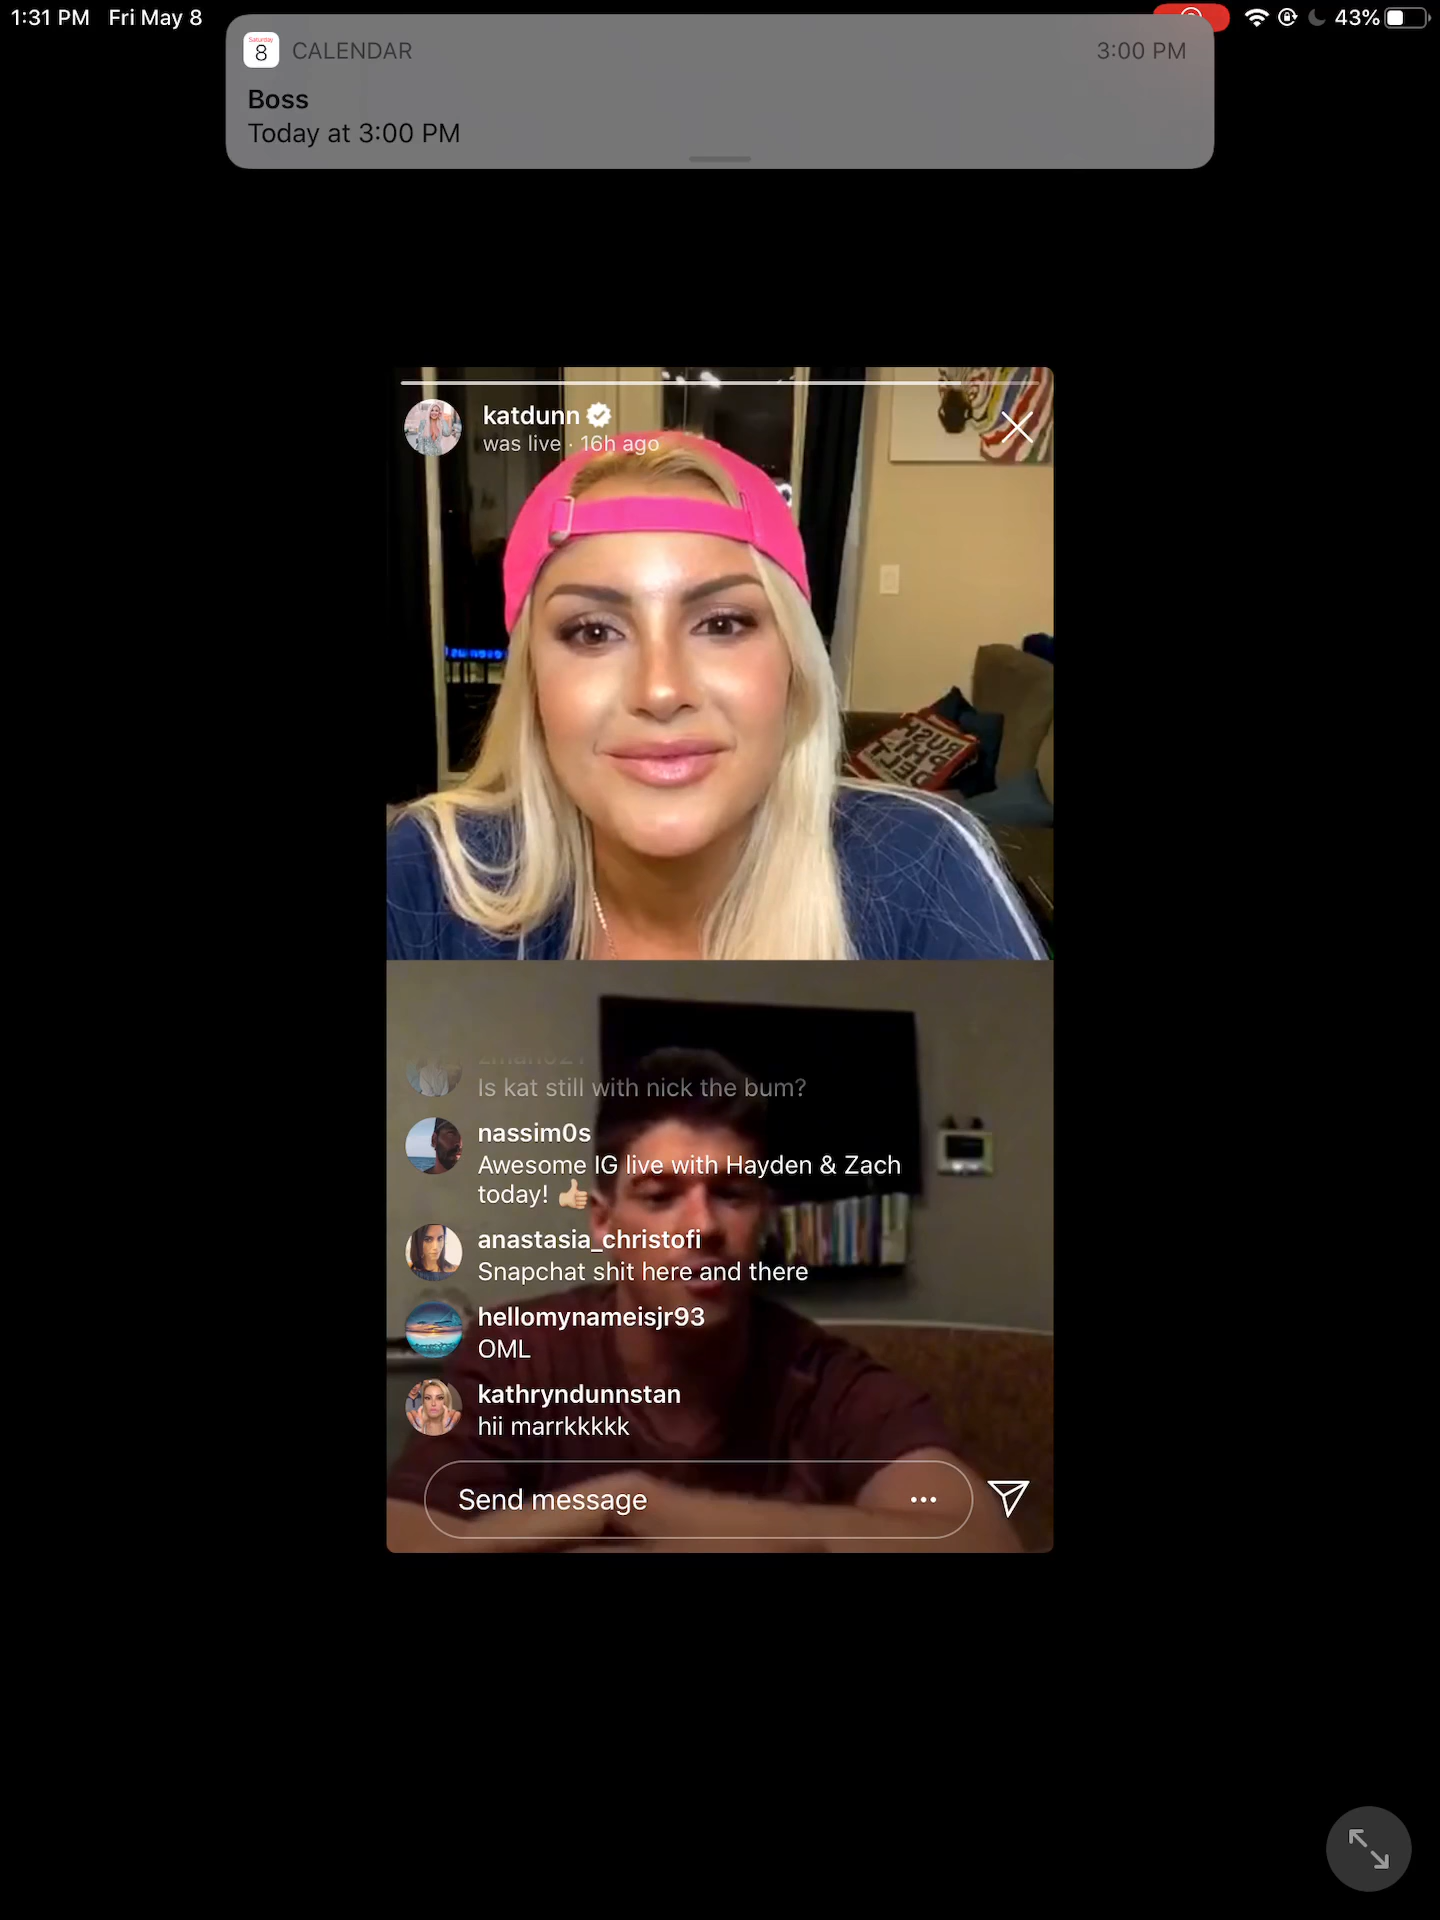 1:31 PM Fri May 8
43%
Saturday
8
CALENDAR
3:00 PM
Boss
Today at 3:00 PM
katdunn
was live · 16h ago
Is kat still with nick the bum?
nassim0s
Awesome IG live with Hayden & Zach
today! 👍🏼
anastasia_christofi
Snapchat shit here and there
hellomynameisjr93
OML
kathryndunnstan
hii marrkkkkk
Send message